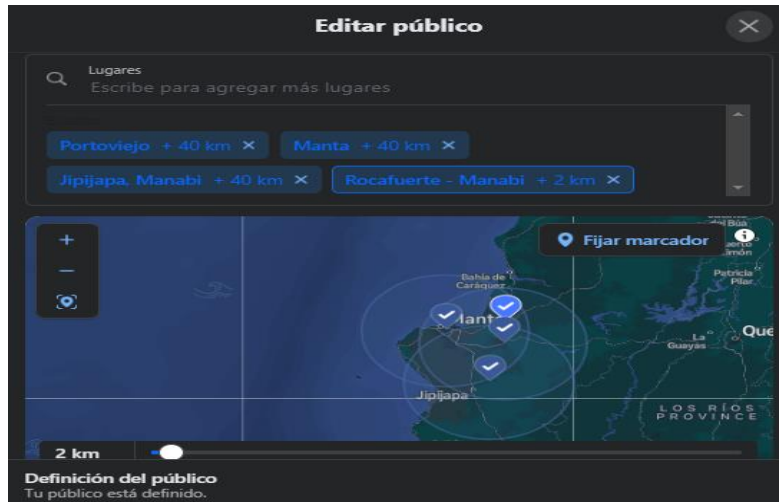 Editar público
Lugares
Escribe para agregar más lugares
Portoviejo + 40 km ×
Manta + 40 km ×
Jipijapa, Manabi + 40 km ×
Rocafuerte - Manabi + 2 km ×
+
Fijar marcador
−
Bahía de
Caráquez
Patricia
Pilar
La
Guayas
Que
Jipijapa
LOS RÍOS
PROVINCE
2 km
Definición del público
Tu público está definido.